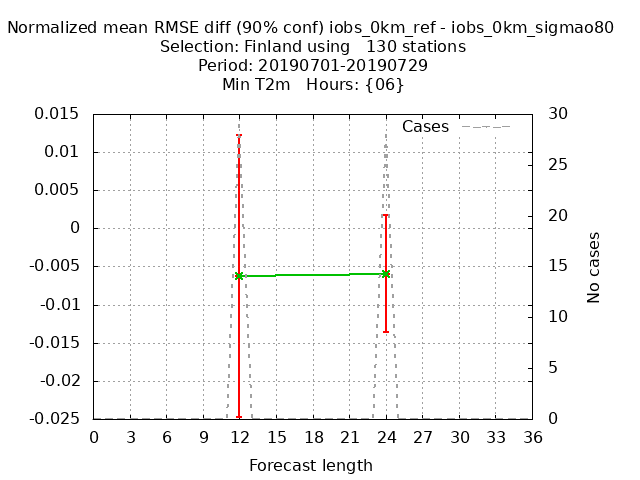 Normalized mean RMSE diff (90% conf) iobs_0km_ref - iobs_0km_sigmao80
Selection: Finland using   130 stations
Period: 20190701-20190729
Min T2m   Hours: {06}
Cases
0.015
0.01
0.005
0
-0.005
-0.01
-0.015
-0.02
-0.025
30
25
20
15
10
5
0
No cases
0 3 6 9 12 15 18 21 24 27 30 33 36
Forecast length